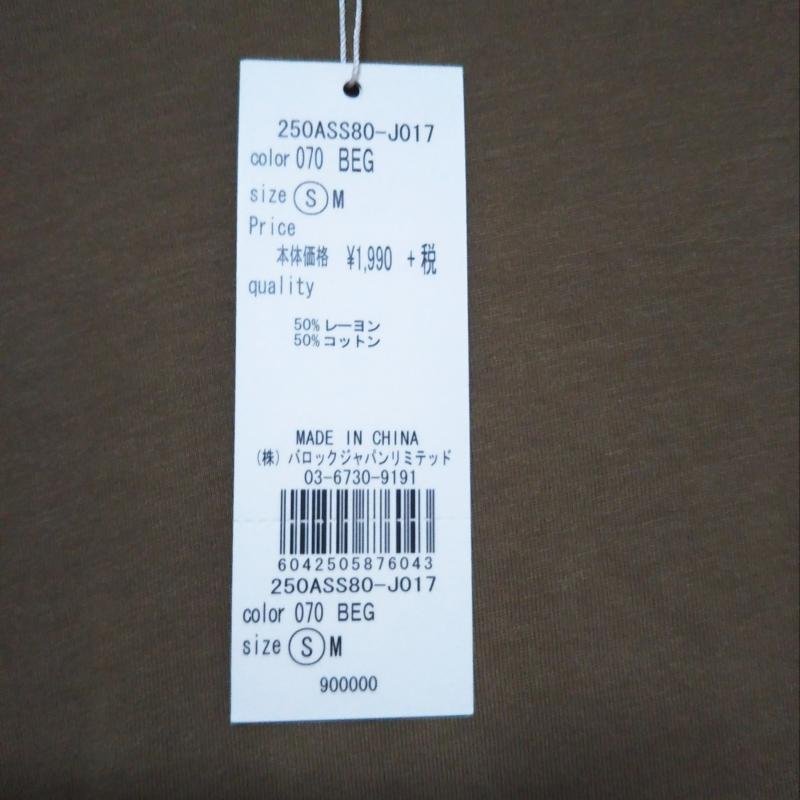 250ASS80-J017
color 070 BEG
size S M
Price
本体価格 ¥1,990 +税
quality
50% レーヨン
50% コットン
MADE IN CHINA
(株) バロックジャパンリミテッド
03-6730-9191
6042505876043
250ASS80-J017
color 070 BEG
size S M
900000